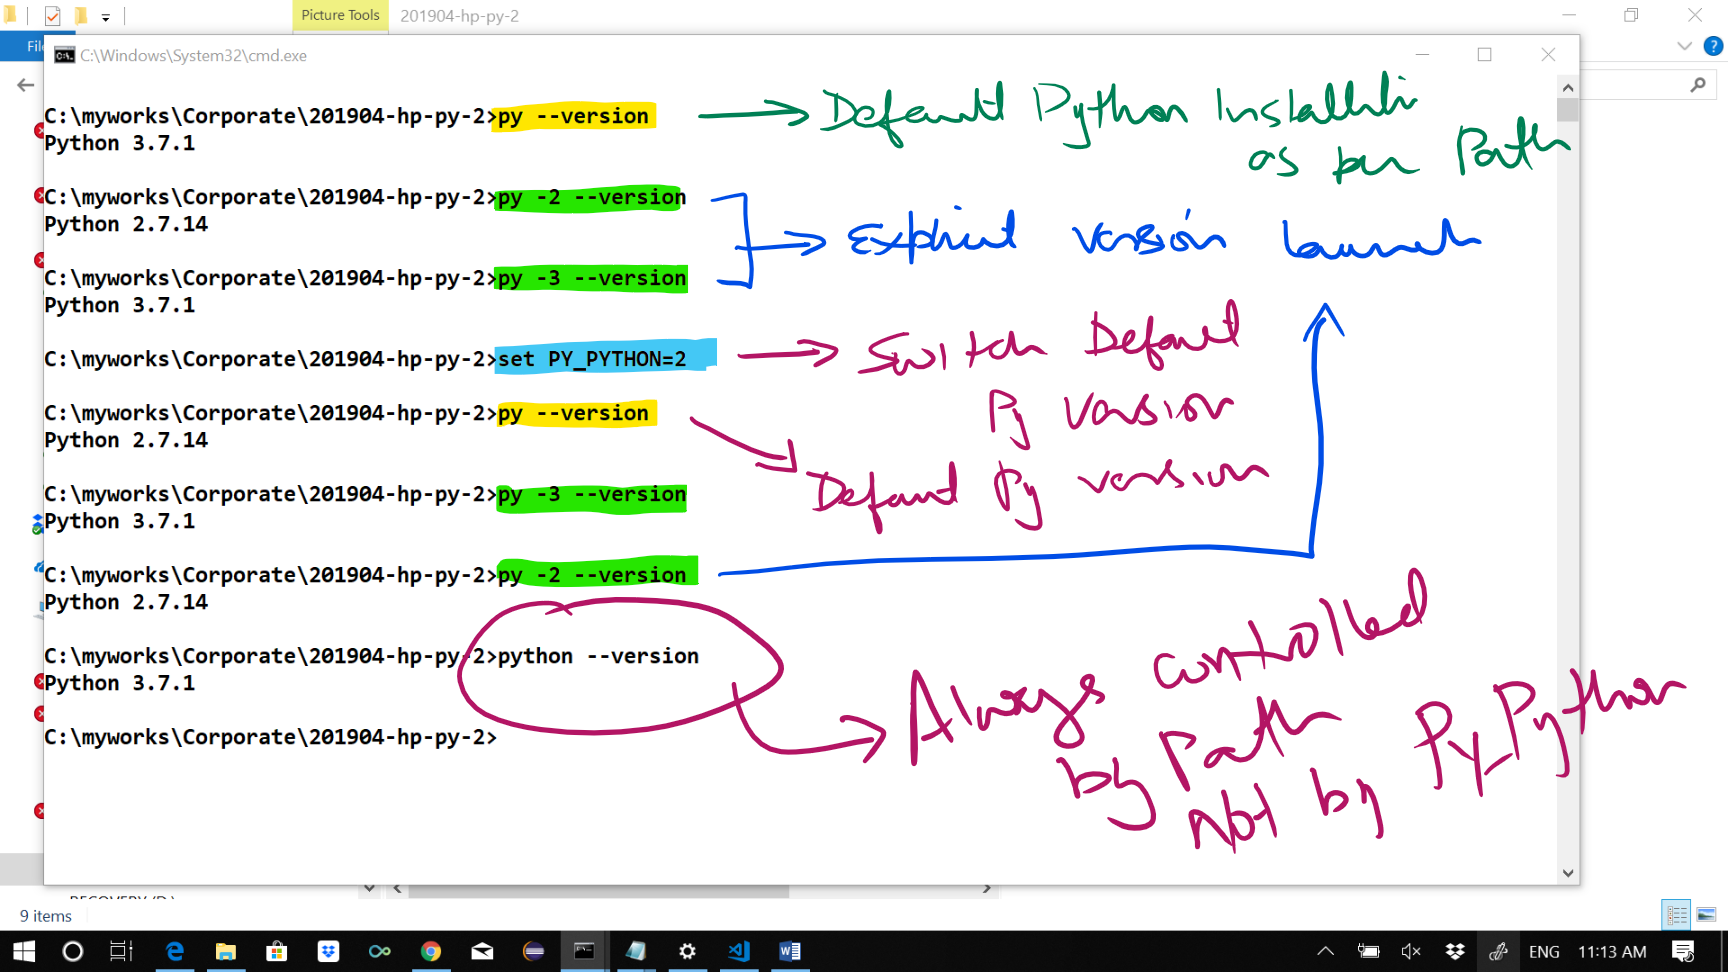 Picture Tools 201904-hp-py-2
C:\Windows\System32\cmd.exe
C:\myworks\Corporate\201904-hp-py-2>py --version
Python 3.7.1
Default Python Installati
as per Path
C:\myworks\Corporate\201904-hp-py-2>py -2 --version
Python 2.7.14
Explicit version launch
C:\myworks\Corporate\201904-hp-py-2>py -3 --version
Python 3.7.1
C:\myworks\Corporate\201904-hp-py-2>set PY_PYTHON=2
Switch Default
Py version
C:\myworks\Corporate\201904-hp-py-2>py --version
Python 2.7.14
Default Py version
C:\myworks\Corporate\201904-hp-py-2>py -3 --version
Python 3.7.1
C:\myworks\Corporate\201904-hp-py-2>py -2 --version
Python 2.7.14
C:\myworks\Corporate\201904-hp-py-2>python --version
Python 3.7.1
Always controlled
by Path
Not by Py_Python
C:\myworks\Corporate\201904-hp-py-2>
9 items
ENG 11:13 AM